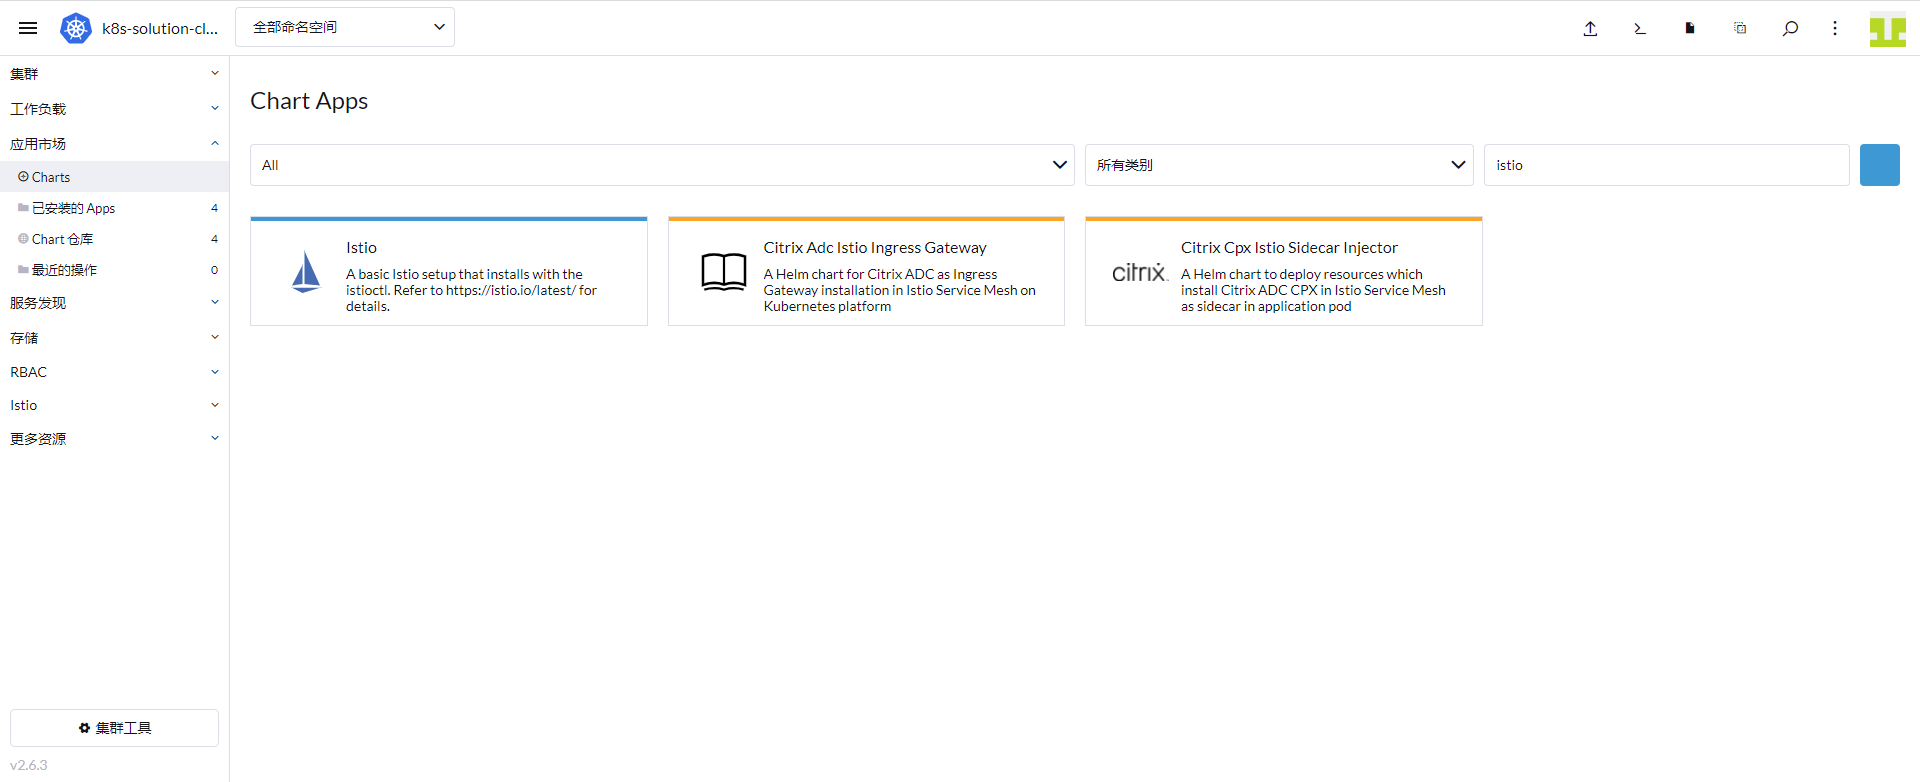 k8s-solution-cl...
全部命名空间
集群
工作负载
应用市场
Charts
已安装的 Apps 4
Chart 仓库 4
最近的操作 0
服务发现
存储
RBAC
Istio
更多资源
集群工具
v2.6.3
Chart Apps
All
所有类别
istio
Istio
A basic Istio setup that installs with the
istioctl. Refer to https://istio.io/latest/ for
details.
Citrix Adc Istio Ingress Gateway
A Helm chart for Citrix ADC as Ingress
Gateway installation in Istio Service Mesh on
Kubernetes platform
citrix
Citrix Cpx Istio Sidecar Injector
A Helm chart to deploy resources which
install Citrix ADC CPX in Istio Service Mesh
as sidecar in application pod